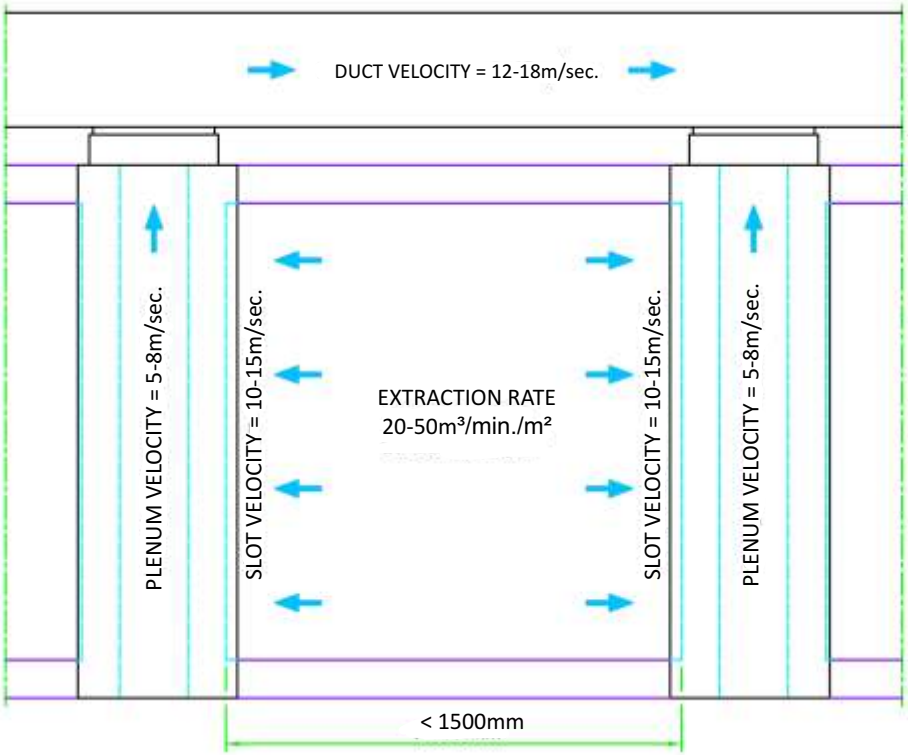 DUCT VELOCITY = 12-18m/sec.
PLENUM VELOCITY = 5-8m/sec.
SLOT VELOCITY = 10-15m/sec.
EXTRACTION RATE
20-50m³/min./m²
SLOT VELOCITY = 10-15m/sec.
PLENUM VELOCITY = 5-8m/sec.
< 1500mm